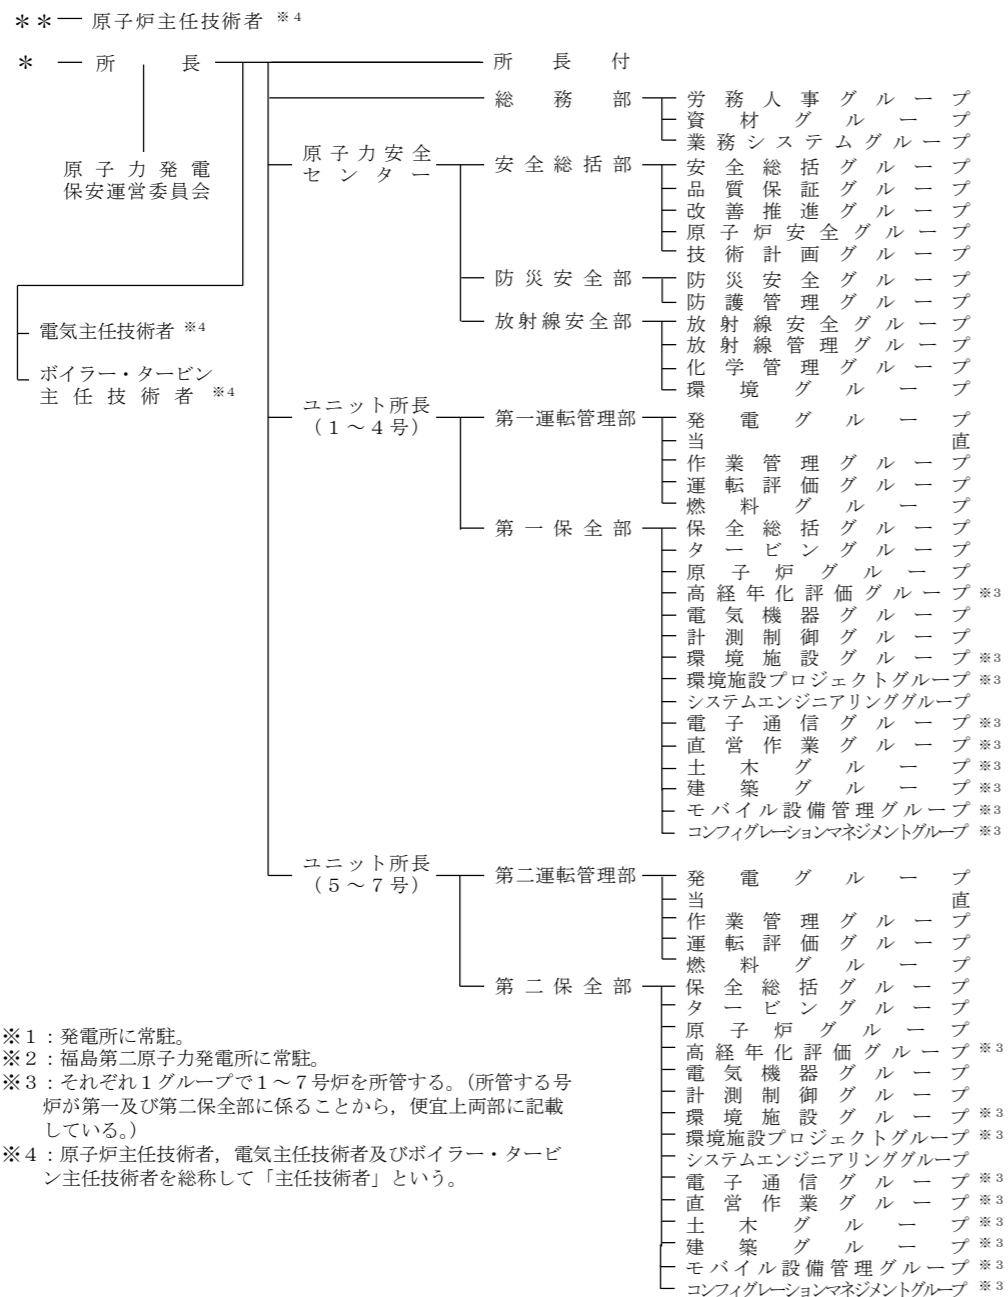 ＊＊ 原子炉主任技術者 ※4
＊ 所長
所長付
総務部
労務人事グループ
資材グループ
業務システムグループ
原子力発電
保安運営委員会
原子力安全
センター
安全総括部
安全総括グループ
品質保証グループ
改善推進グループ
原子炉安全グループ
技術計画グループ
防災安全部
防災安全グループ
防護管理グループ
放射線安全部
放射線安全グループ
放射線管理グループ
化学管理グループ
環境グループ
電気主任技術者 ※4
ボイラー・タービン
主任技術者 ※4
ユニット所長
（1～4号）
第一運転管理部
発電グループ
当直
作業管理グループ
運転評価グループ
燃料グループ
第一保全部
保全総括グループ
タービングループ
原子炉グループ
高経年化評価グループ ※3
電気機器グループ
計測制御グループ
環境施設グループ ※3
環境施設プロジェクトグループ ※3
システムエンジニアリンググループ
電子通信グループ ※3
直営作業グループ ※3
土木グループ ※3
建築グループ ※3
モバイル設備管理グループ ※3
コンフィグレーションマネジメントグループ ※3
ユニット所長
（5～7号）
第二運転管理部
発電グループ
当直
作業管理グループ
運転評価グループ
燃料グループ
第二保全部
保全総括グループ
タービングループ
原子炉グループ
高経年化評価グループ ※3
電気機器グループ
計測制御グループ
環境施設グループ ※3
環境施設プロジェクトグループ ※3
システムエンジニアリンググループ
電子通信グループ ※3
直営作業グループ ※3
土木グループ ※3
建築グループ ※3
モバイル設備管理グループ ※3
コンフィグレーションマネジメントグループ ※3
※1：発電所に常駐。
※2：福島第二原子力発電所に常駐。
※3：それぞれ1グループで1～7号炉を所管する。（所管する号
炉が第一及び第二保全部に係ることから，便宜上両部に記載
している。）
※4：原子炉主任技術者，電気主任技術者及びボイラー・タービ
ン主任技術者を総称して「主任技術者」という。